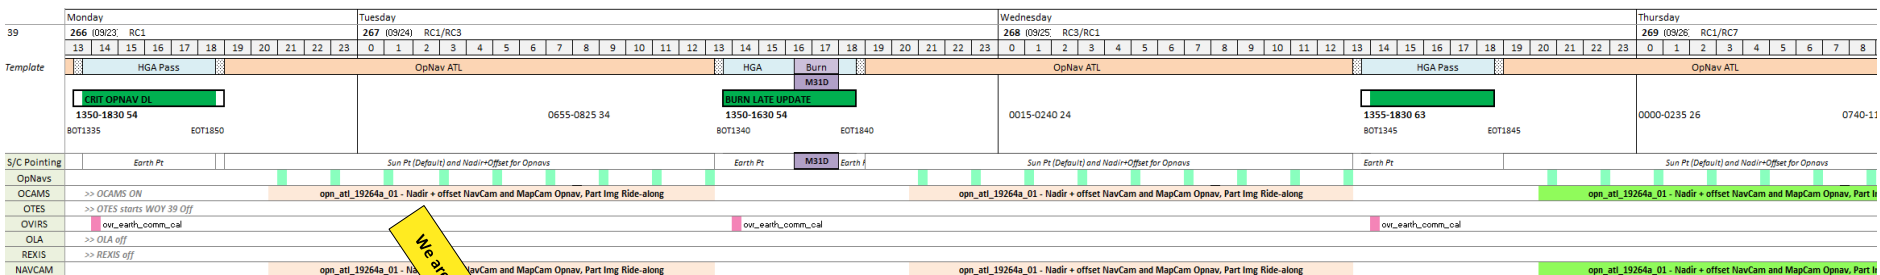 Monday Tuesday Wednesday Thursday
39 266 (09/23) RC1 267 (09/24) RC1/RC3 268 (09/25) RC3/RC1 269 (09/26) RC1/RC7
13 14 15 16 17 18 19 20 21 22 23 0 1 2 3 4 5 6 7 8 9 10 11 12 13 14 15 16 17 18 19 20 21 22 23 0 1 2 3 4 5 6 7 8 9 10 11 12 13 14 15 16 17 18 19 20 21 22 23 0 1 2 3 4 5 6 7 8
Template HGA Pass OpNav ATL HGA Burn OpNav ATL HGA Pass OpNav ATL
M31D
CRIT OPNAV DL BURN LATE UPDATE
1350-1830 54 0655-0825 34 1350-1630 54 0015-0240 24 1355-1830 63 0000-0235 26 0740-11
BOT1335 EOT1850 BOT1340 EOT1840 BOT1345 EOT1845
S/C Pointing Earth Pt Sun Pt (Default) and Nadir+Offset for Opnavs Earth Pt M31D Earth Sun Pt (Default) and Nadir+Offset for Opnavs Earth Pt Sun Pt (Default) and Nadir+Offset for Opnavs
OpNavs
OCAMS >> OCAMS ON opn_atl_19264a_01 - Nadir + offset NavCam and MapCam Opnav, Part Img Ride-along opn_atl_19264a_01 - Nadir + offset NavCam and MapCam Opnav, Part Img Ride-along opn_atl_19264a_01 - Nadir + offset NavCam and MapCam Opnav, Part
OTES >> OTES starts WOY 39 Off
OVIRS ovr_earth_comm_cal ovr_earth_comm_cal ovr_earth_comm_cal
OLA >> OLA off
REXIS >> REXIS off
We are
NAVCAM opn_atl_19264a_01 - Na avCam and MapCam Opnav, Part Img Ride-along opn_atl_19264a_01 - Nadir + offset NavCam and MapCam Opnav, Part Img Ride-along opn_atl_19264a_01 - Nadir + offset NavCam and MapCam Opnav, Part